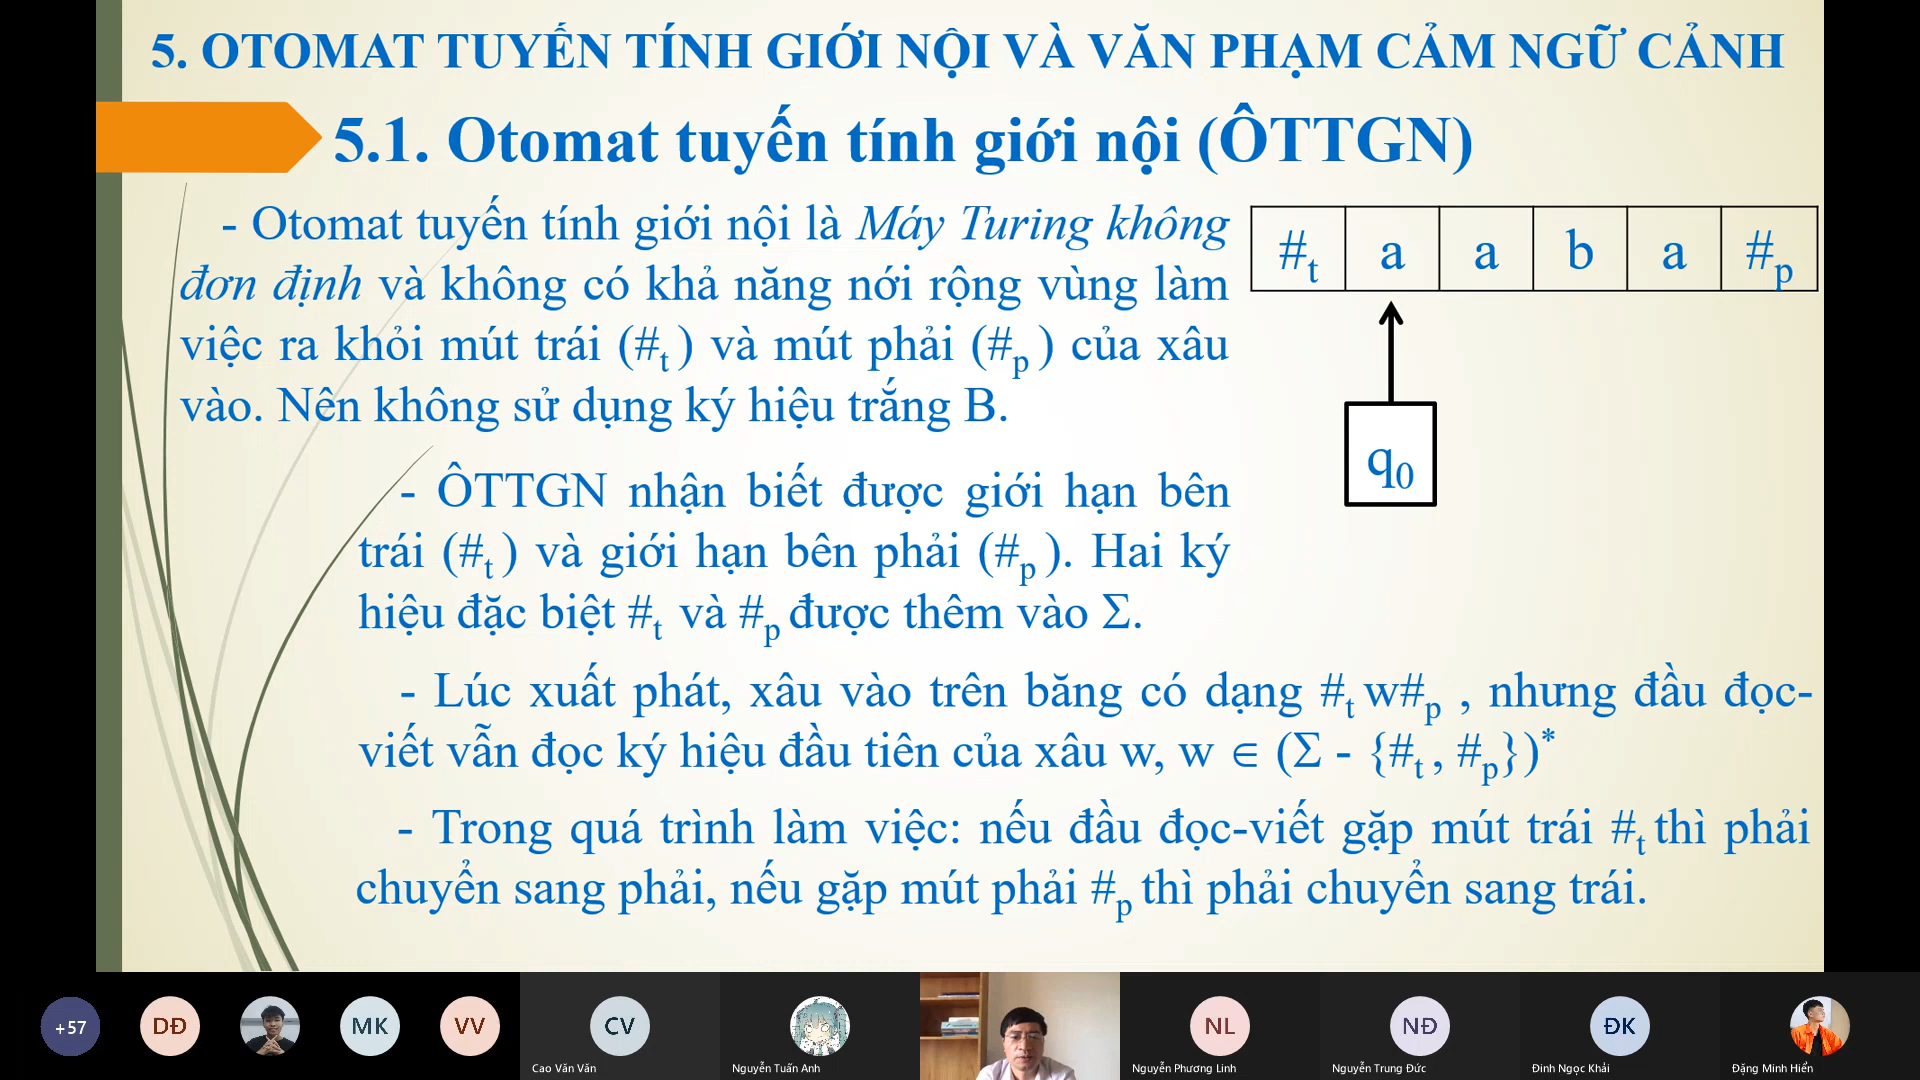 5. OTOMAT TUYẾN TÍNH GIỚI NỘI VÀ VĂN PHẠM CẢM NGỮ CẢNH
5.1. Otomat tuyến tính giới nội (ÔTTGN)
- Otomat tuyến tính giới nội là Máy Turing không
đơn định và không có khả năng nới rộng vùng làm
việc ra khỏi mút trái (#t) và mút phải (#p) của xâu
vào. Nên không sử dụng ký hiệu trắng B.
#t a a b a #p
q0
- ÔTTGN nhận biết được giới hạn bên
trái (#t) và giới hạn bên phải (#p). Hai ký
hiệu đặc biệt #t và #p được thêm vào Σ.
- Lúc xuất phát, xâu vào trên băng có dạng #tw#p , nhưng đầu đọc-
viết vẫn đọc ký hiệu đầu tiên của xâu w, w ∈ (Σ - {#t, #p})*
- Trong quá trình làm việc: nếu đầu đọc-viết gặp mút trái #t thì phải
chuyển sang phải, nếu gặp mút phải #p thì phải chuyển sang trái.
+57 DĐ MK VV CV NL NĐ ĐK
Cao Văn Văn Nguyễn Tuấn Anh Nguyễn Phương Linh Nguyễn Trung Đức Đinh Ngọc Khải Đặng Minh Hiển